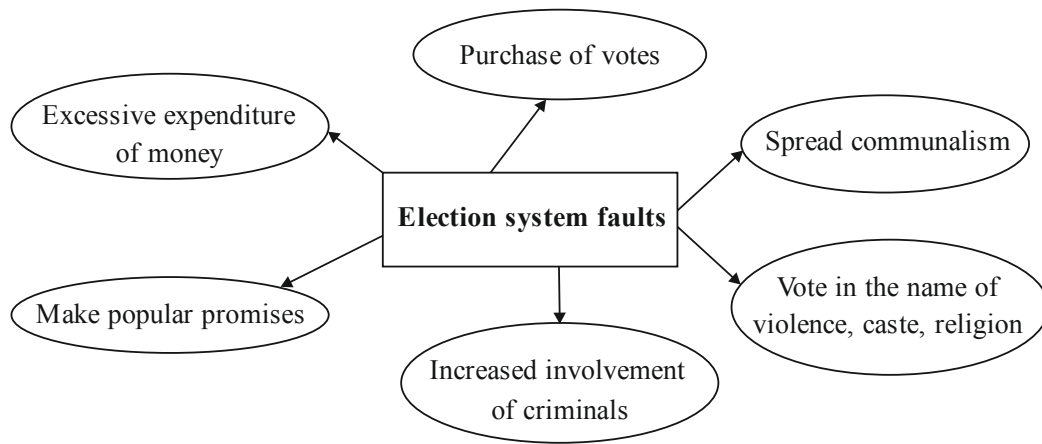 Purchase of votes
Excessive expenditure
of money
Spread communalism
Election system faults
Make popular promises
Vote in the name of
violence, caste, religion
Increased involvement
of criminals